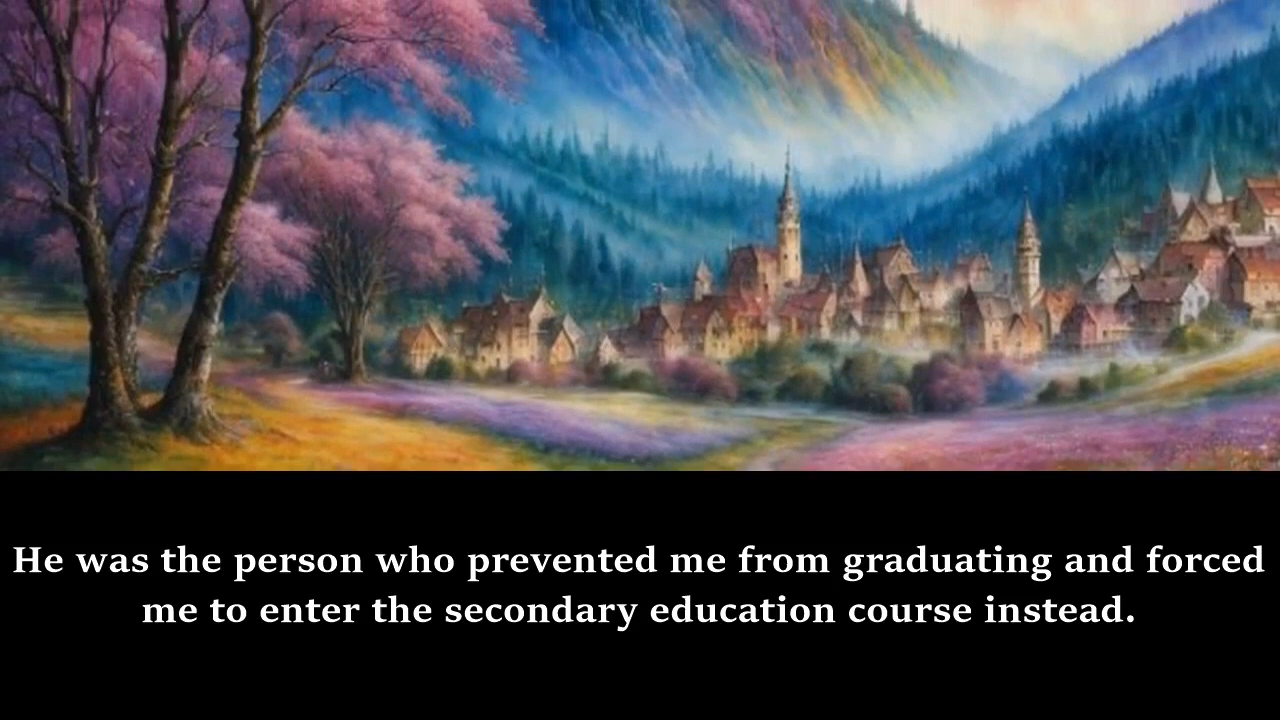 He was the person who prevented me from graduating and forced
me to enter the secondary education course instead.